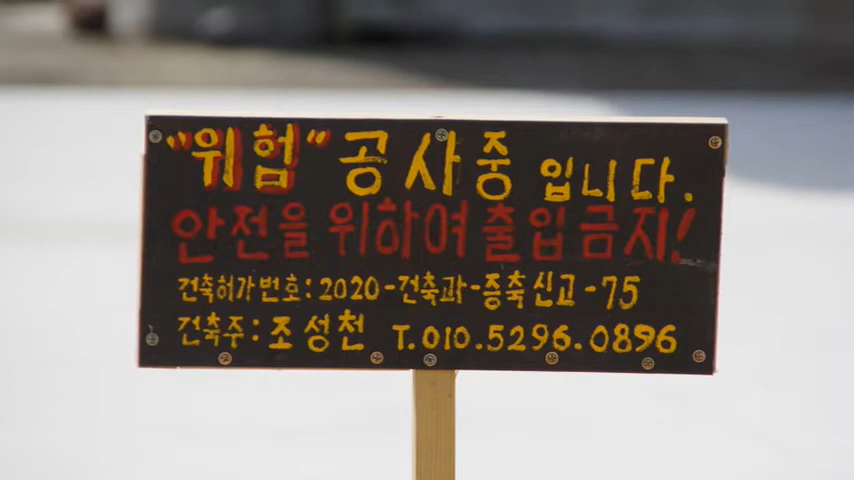 "위험" 공사중 입니다.
안전을 위하여 출입금지!
건축허가번호: 2020-건축과-증축신고-75
건축주: 조성천 T.010.5296.0896